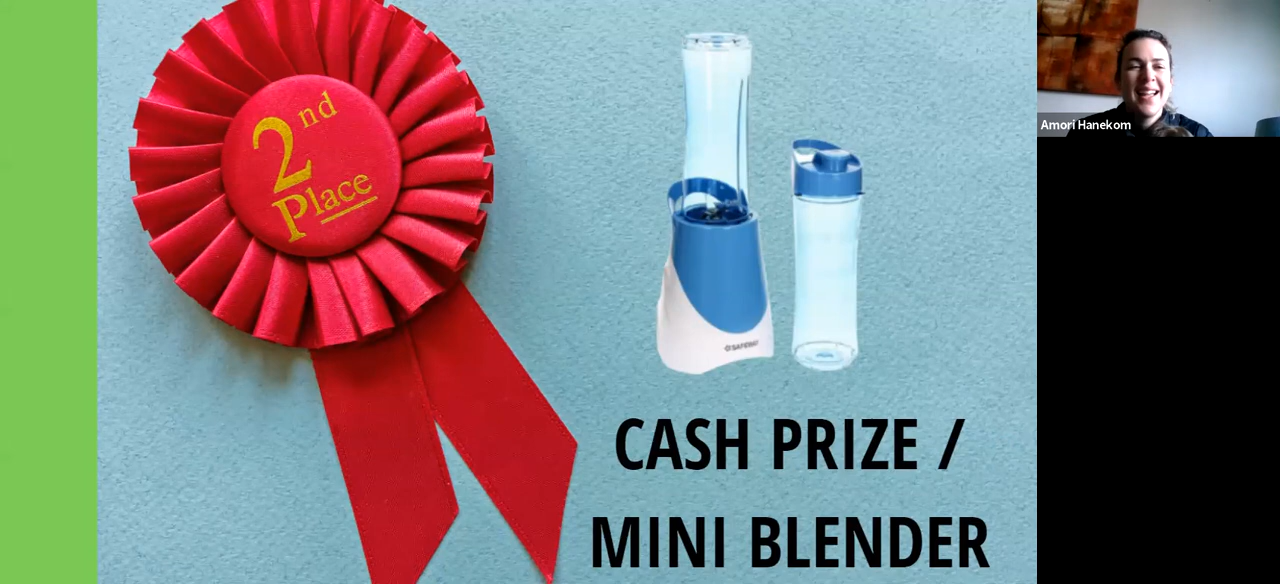 2nd
Place
SAFEWAY
CASH PRIZE /
MINI BLENDER
Amori Hanekom